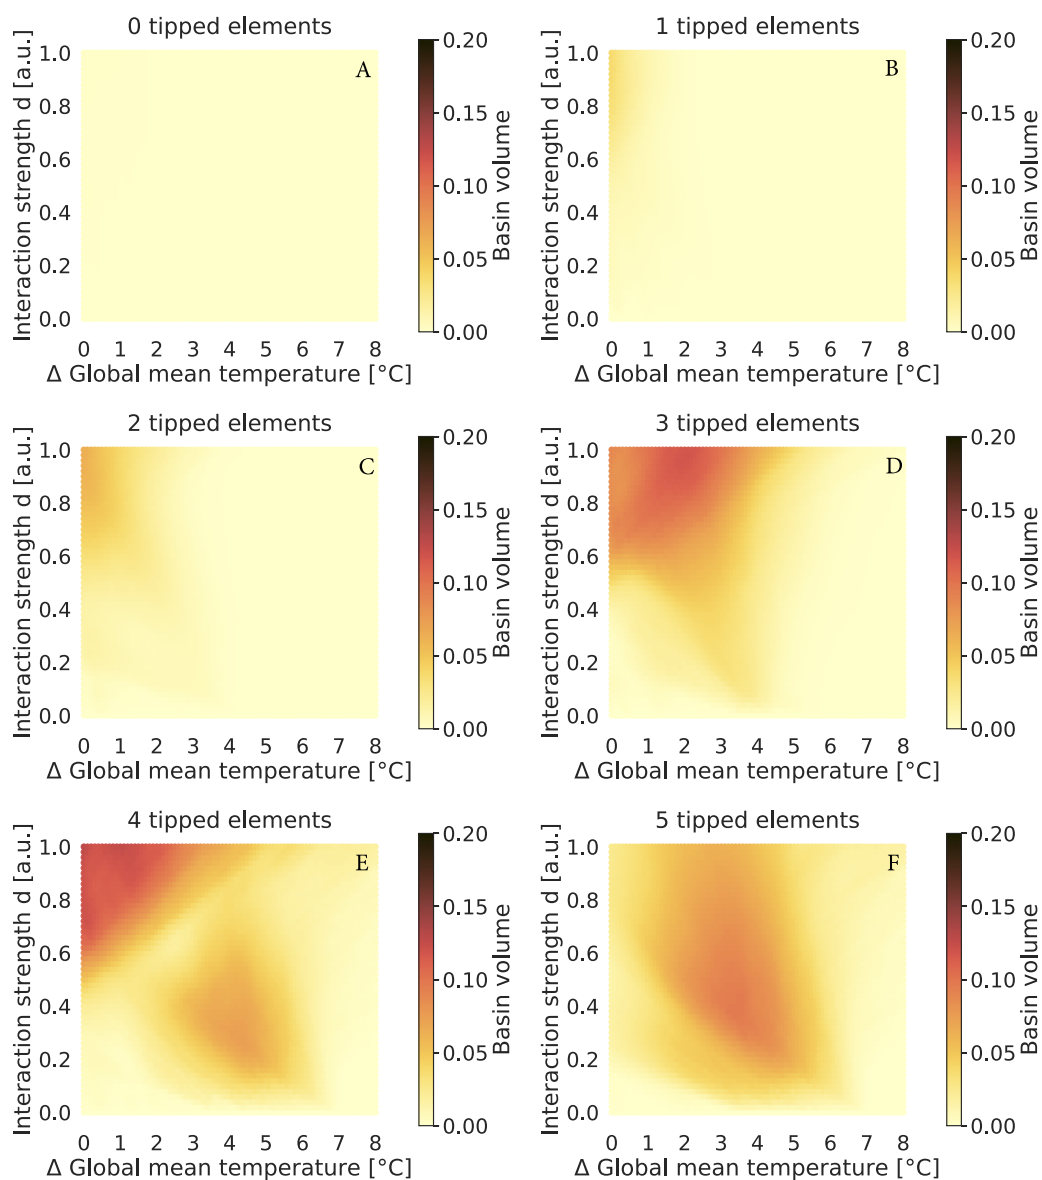 0 tipped elements
A
Interaction strength d [a.u.]
1.0
0.8
0.6
0.4
0.2
0.0
0 1 2 3 4 5 6 7 8
Δ Global mean temperature [°C]
0.20
0.15
0.10
0.05
0.00
Basin volume
1 tipped elements
B
Interaction strength d [a.u.]
1.0
0.8
0.6
0.4
0.2
0.0
0 1 2 3 4 5 6 7 8
Δ Global mean temperature [°C]
0.20
0.15
0.10
0.05
0.00
Basin volume
2 tipped elements
C
Interaction strength d [a.u.]
1.0
0.8
0.6
0.4
0.2
0.0
0 1 2 3 4 5 6 7 8
Δ Global mean temperature [°C]
0.20
0.15
0.10
0.05
0.00
Basin volume
3 tipped elements
D
Interaction strength d [a.u.]
1.0
0.8
0.6
0.4
0.2
0.0
0 1 2 3 4 5 6 7 8
Δ Global mean temperature [°C]
0.20
0.15
0.10
0.05
0.00
Basin volume
4 tipped elements
E
Interaction strength d [a.u.]
1.0
0.8
0.6
0.4
0.2
0.0
0 1 2 3 4 5 6 7 8
Δ Global mean temperature [°C]
0.20
0.15
0.10
0.05
0.00
Basin volume
5 tipped elements
F
Interaction strength d [a.u.]
1.0
0.8
0.6
0.4
0.2
0.0
0 1 2 3 4 5 6 7 8
Δ Global mean temperature [°C]
0.20
0.15
0.10
0.05
0.00
Basin volume